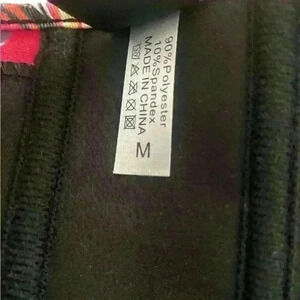 90%Polyester
10%Spandex
MADE IN CHINA
M